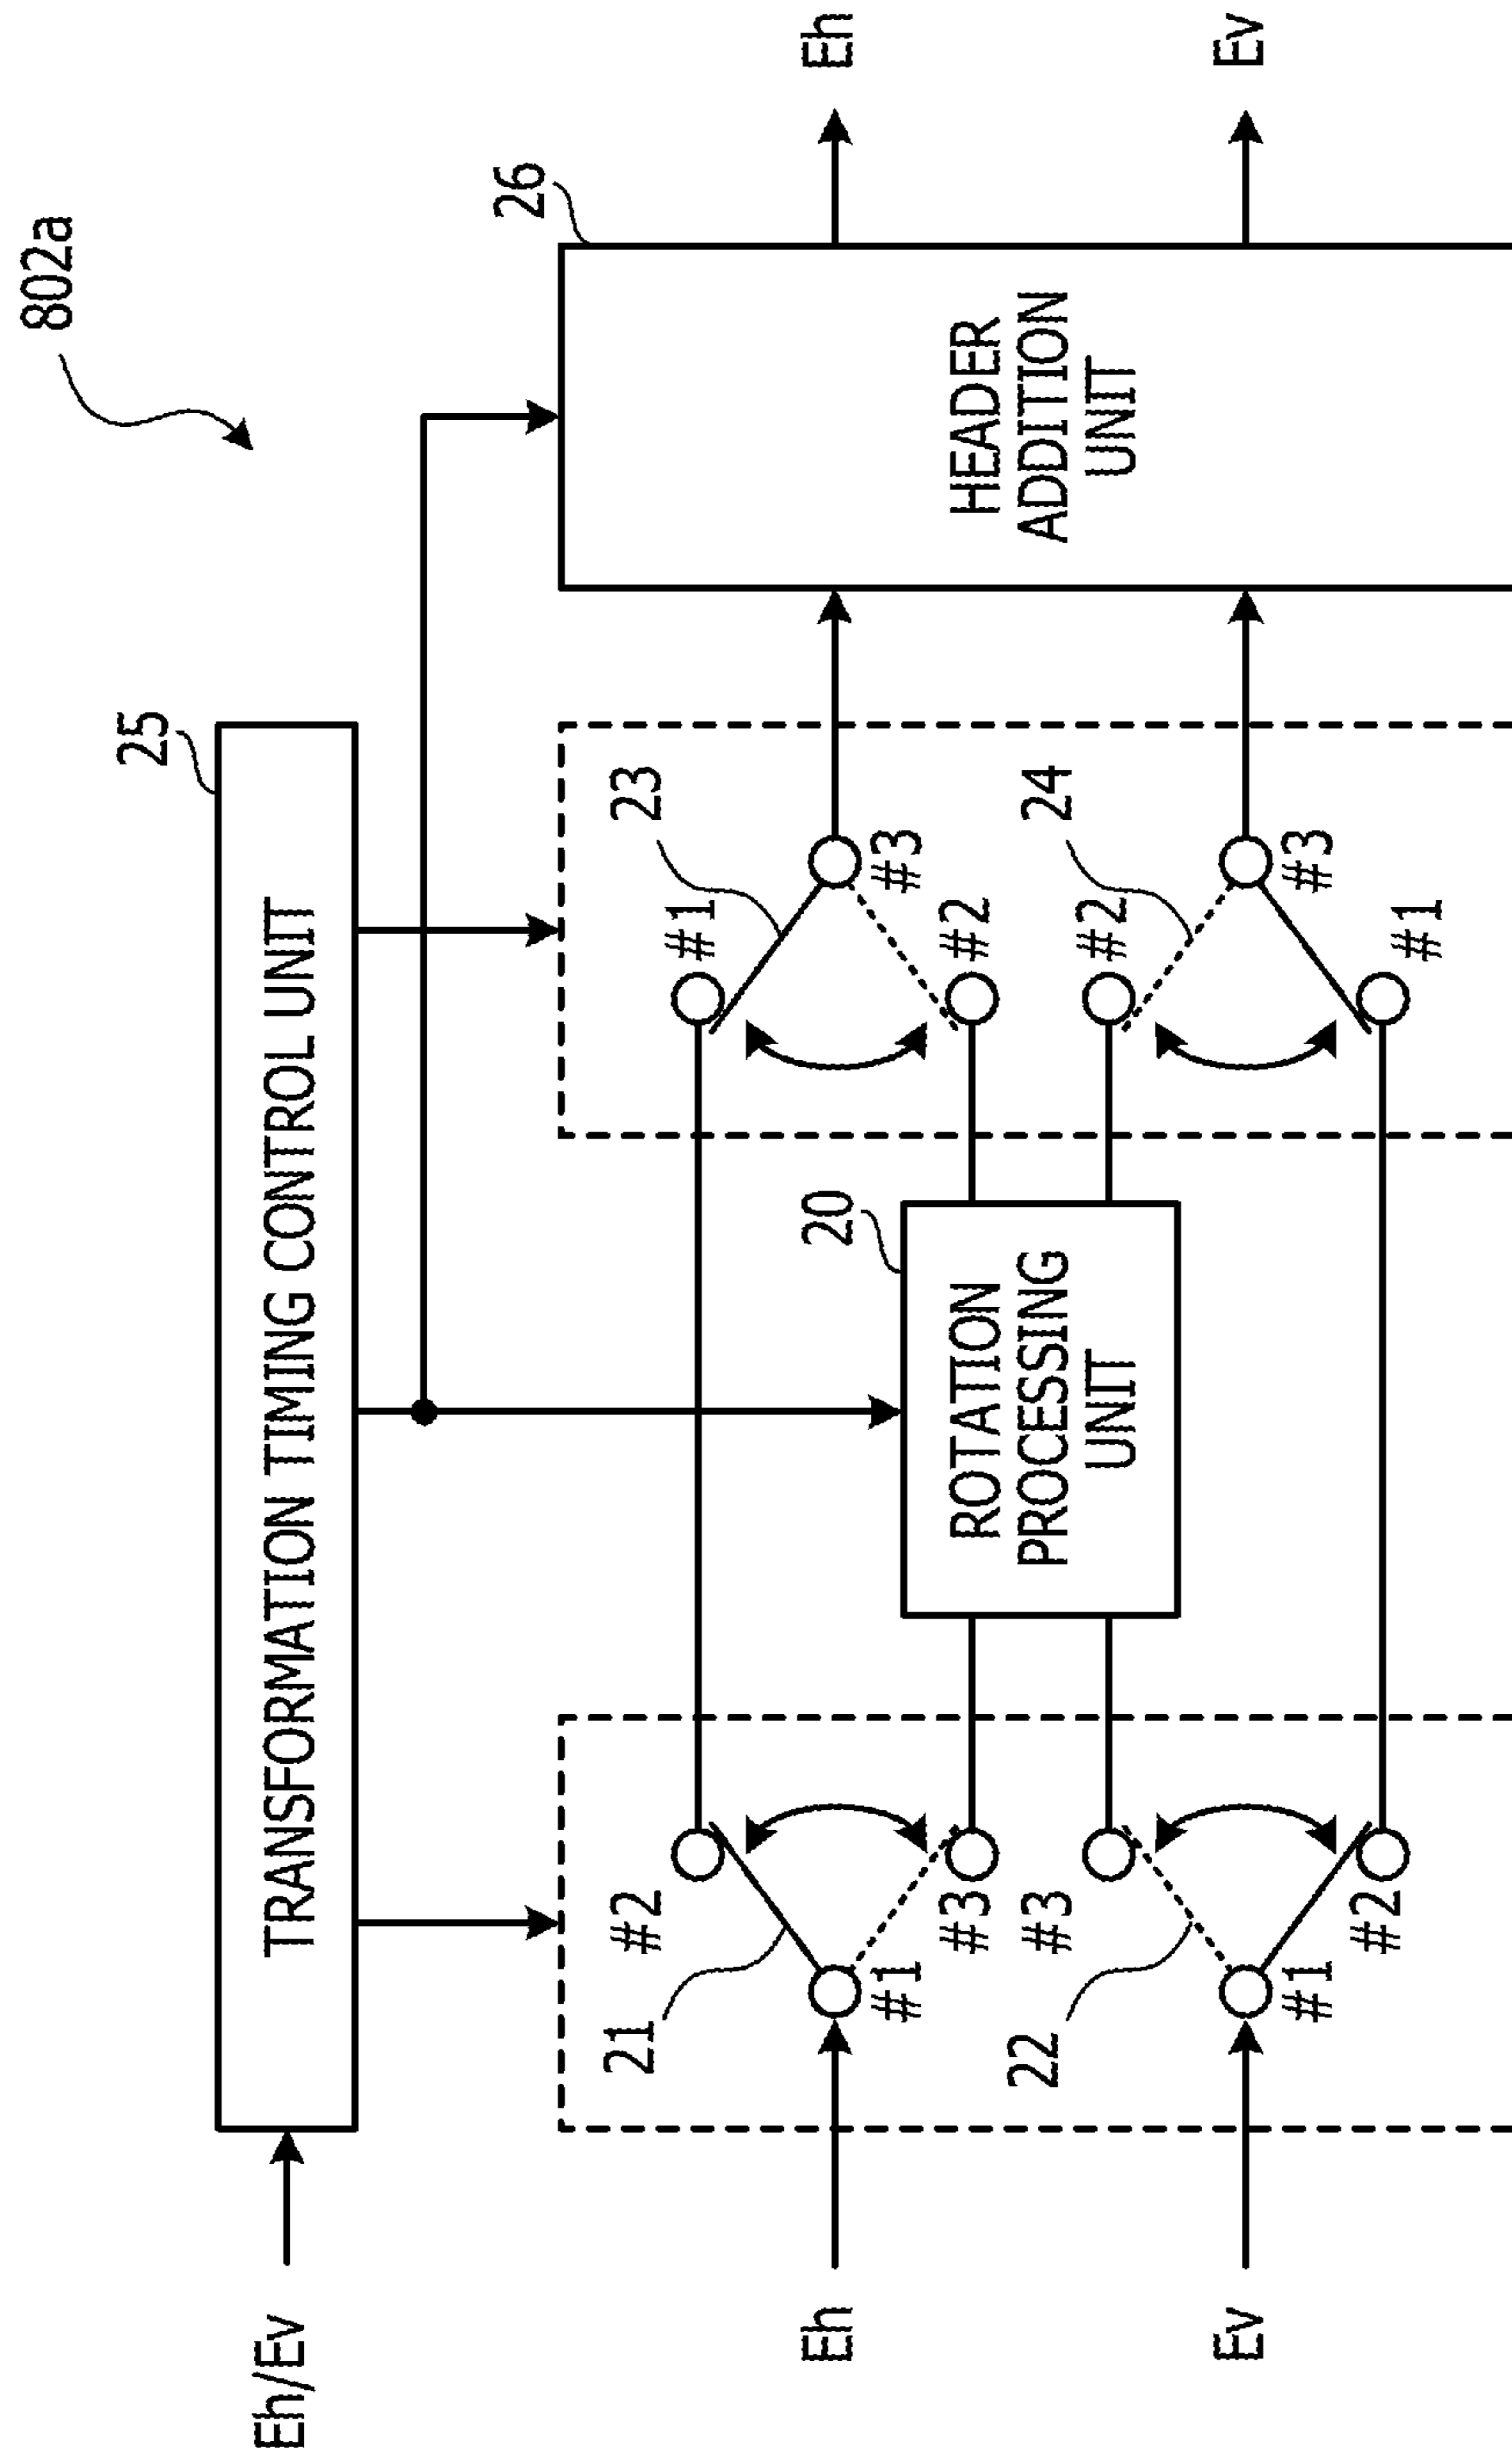 802a
25
TRANSFORMATION TIMING CONTROL UNIT
Eh/Ev
26
21
#2
23
#1
Eh
#1
#3
20
#3
Eh
#3
#2
ROTATION
PROCESSING
UNIT
HEADER
ADDITION
UNIT
22
#3
#2
24
Ev
#1
#3
Ev
#2
#1